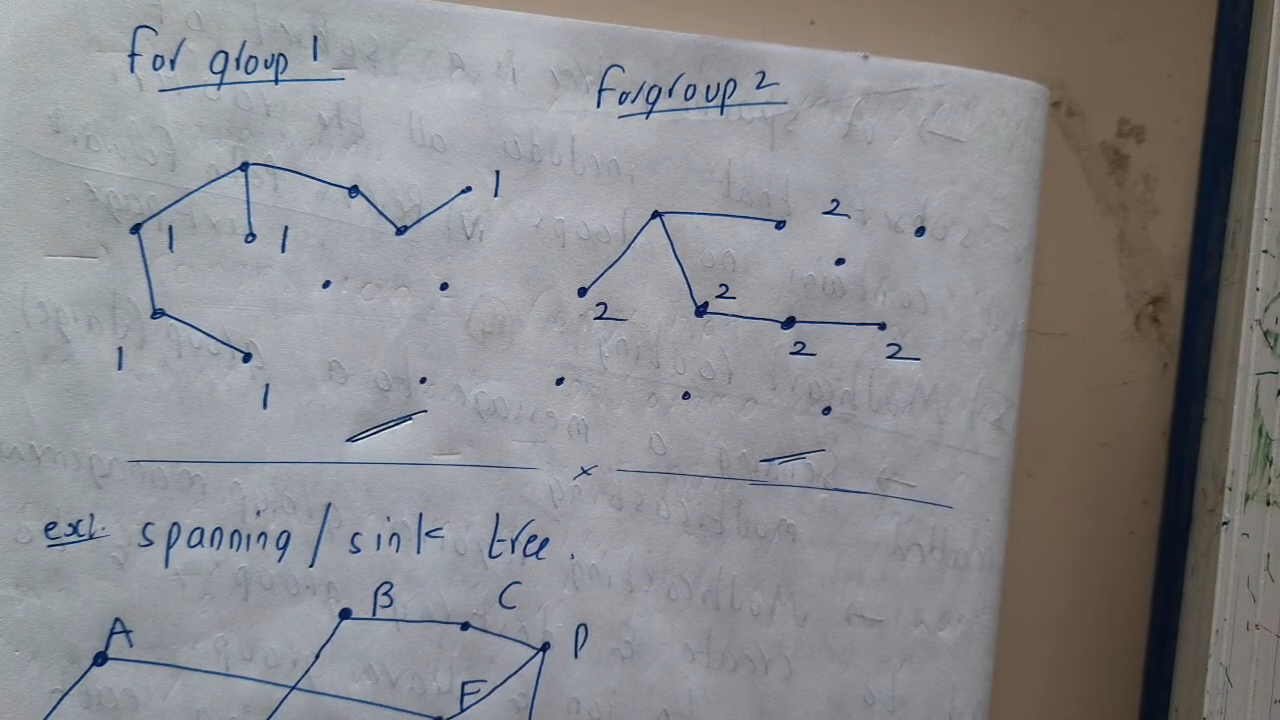 For group 1
For group 2
1
1 1
2
2
2
1
2 2
1
ex1. spanning / sink tree.
B C
A
D
F